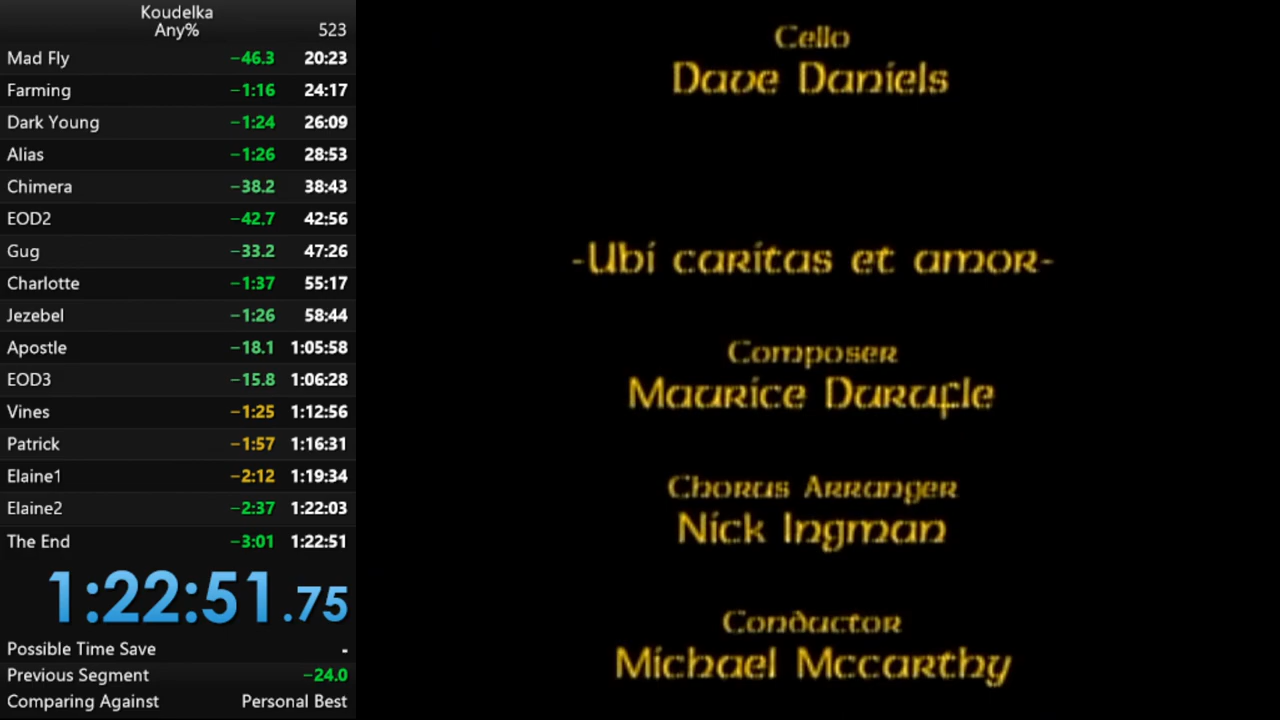 Koudelka
Any% 523
Mad Fly −46.3 20:23
Farming −1:16 24:17
Dark Young −1:24 26:09
Alias −1:26 28:53
Chimera −38.2 38:43
EOD2 −42.7 42:56
Gug −33.2 47:26
Charlotte −1:37 55:17
Jezebel −1:26 58:44
Apostle −18.1 1:05:58
EOD3 −15.8 1:06:28
Vines −1:25 1:12:56
Patrick −1:57 1:16:31
Elaine1 −2:12 1:19:34
Elaine2 −2:37 1:22:03
The End −3:01 1:22:51
1:22:51.75
Possible Time Save -
Previous Segment −24.0
Comparing Against Personal Best
Cello
Dave Daniels
-Ubi caritas et amor-
Composer
Maurice Durufle
Chorus Arranger
Nick Ingman
Conductor
Michael Mccarthy